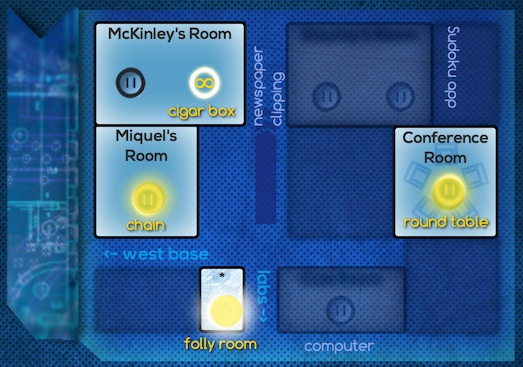 McKinley's Room
cigar box
newspaper
clipping
Sudoku app
Miquel's
Room
chain
Conference
Room
round table
<- west base
labs ->
*
folly room
computer